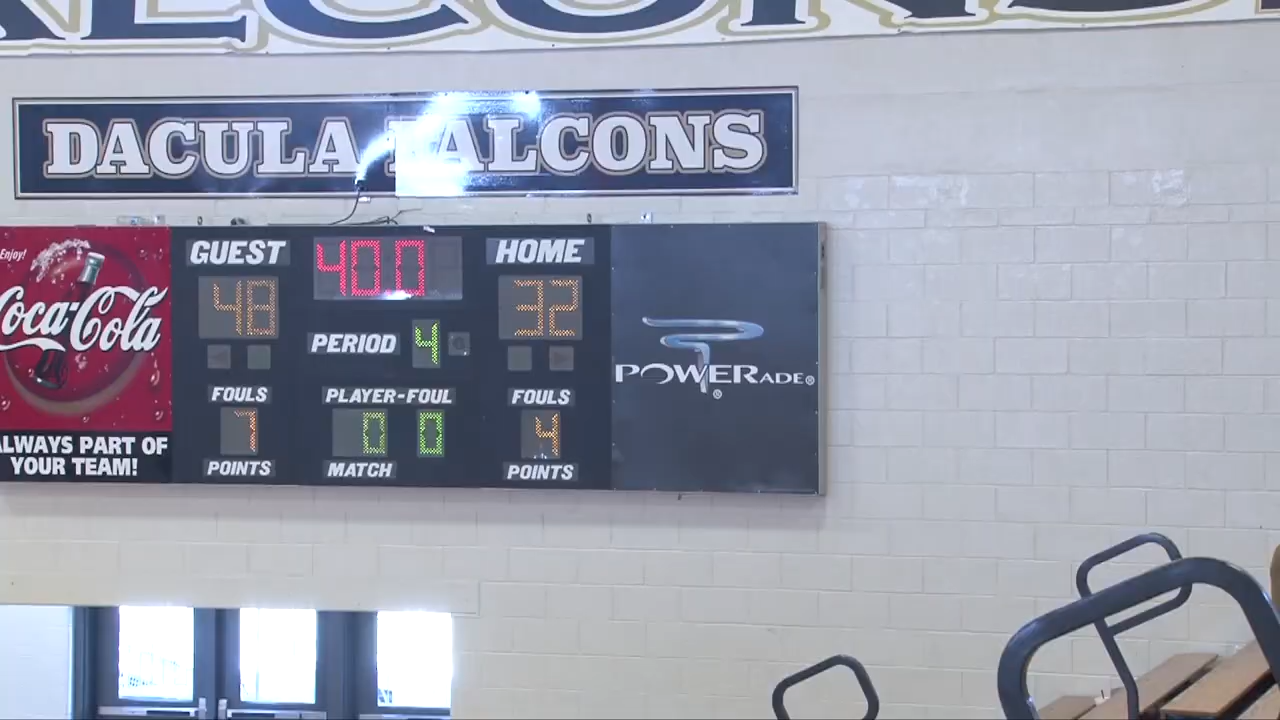 FALCONS
DACULA FALCONS
Enjoy!
Coca-Cola
ALWAYS PART OF
YOUR TEAM!
GUEST
40.0
HOME
48
32
PERIOD 4
FOULS
PLAYER-FOUL
FOULS
7
0 0
4
POINTS
MATCH
POINTS
POWERADE®
®